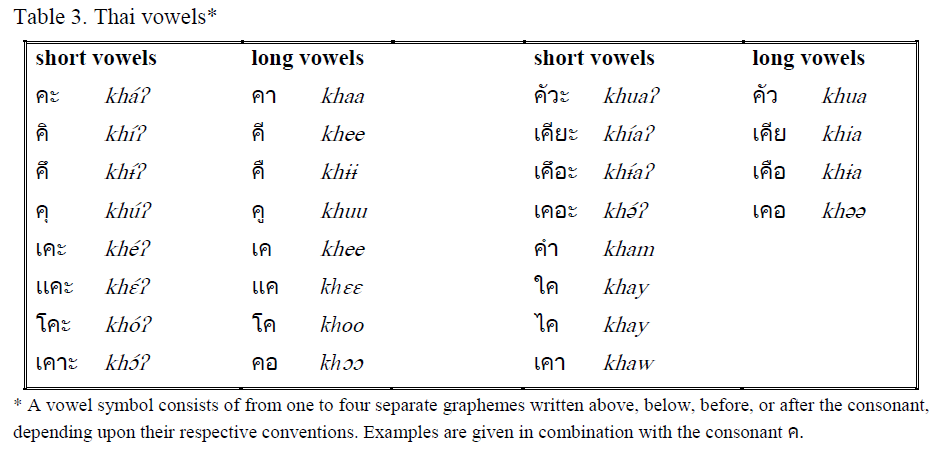 Table 3. Thai vowels*
short vowels long vowels short vowels long vowels
คะ kháʔ คา khaa คัวะ khuaʔ คัว khua
คิ khíʔ คี khee เคียะ khíaʔ เคีย khia
คึ khɨ́ʔ คื khɨɨ เคือะ khɨ́aʔ เคือ khɨa
คุ khúʔ คู khuu เคอะ khə́ʔ เคอ khəə
เคะ khéʔ เค khee คำ kham
แคะ khɛ́ʔ แค khɛɛ ใค khay
โคะ khóʔ โค khoo ไค khay
เคาะ khɔ́ʔ คอ khɔɔ เคา khaw
* A vowel symbol consists of from one to four separate graphemes written above, below, before, or after the consonant,
depending upon their respective conventions. Examples are given in combination with the consonant ค.